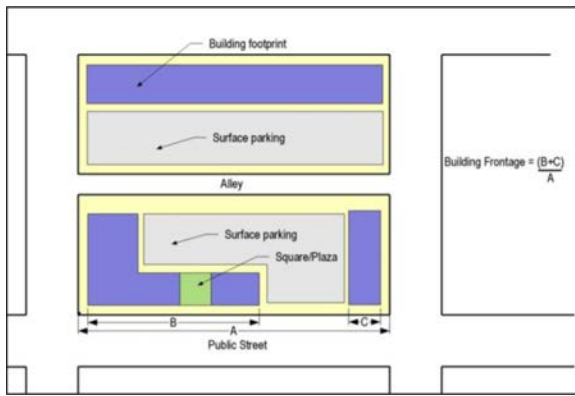 Building footprint
Surface parking
Building Frontage = (B+C)
A
Alley
Surface parking
Square/Plaza
B
C
A
Public Street